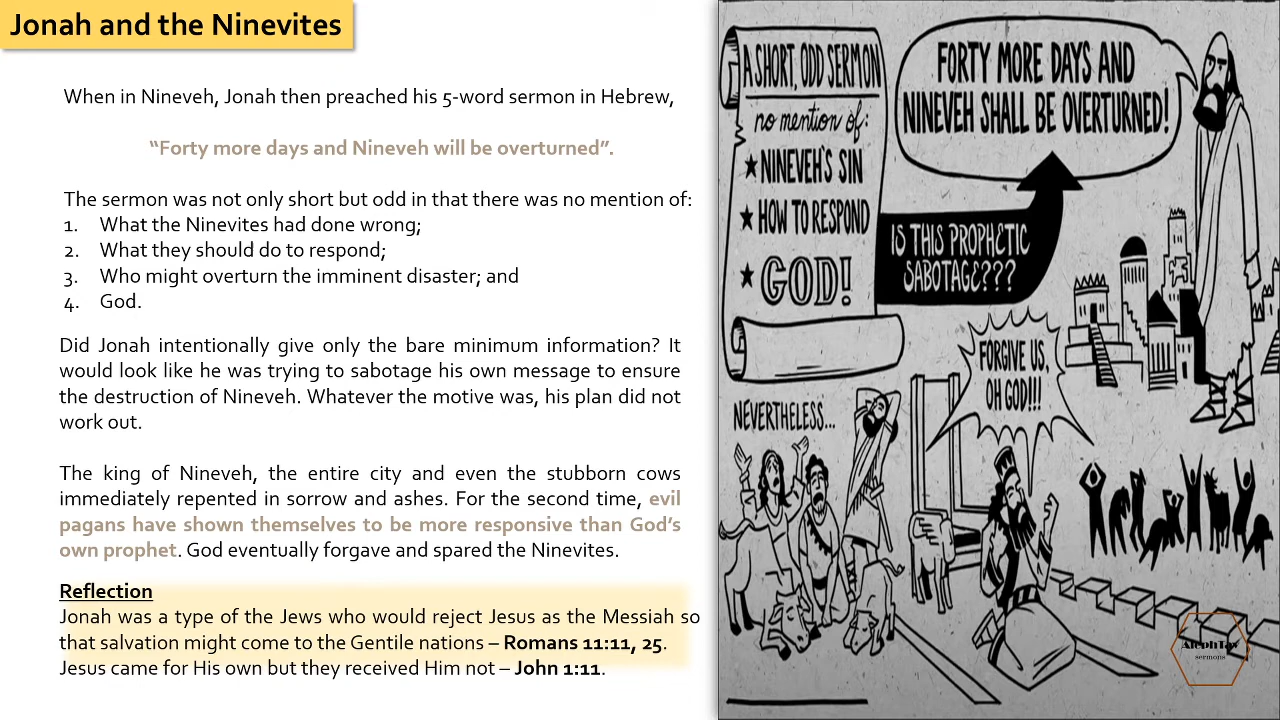 Jonah and the Ninevites
When in Nineveh, Jonah then preached his 5-word sermon in Hebrew,
“Forty more days and Nineveh will be overturned”.
The sermon was not only short but odd in that there was no mention of:
1. What the Ninevites had done wrong;
2. What they should do to respond;
3. Who might overturn the imminent disaster; and
4. God.
Did Jonah intentionally give only the bare minimum information? It
would look like he was trying to sabotage his own message to ensure
the destruction of Nineveh. Whatever the motive was, his plan did not
work out.
The king of Nineveh, the entire city and even the stubborn cows
immediately repented in sorrow and ashes. For the second time, evil
pagans have shown themselves to be more responsive than God’s
own prophet. God eventually forgave and spared the Ninevites.
Reflection
Jonah was a type of the Jews who would reject Jesus as the Messiah so
that salvation might come to the Gentile nations – Romans 11:11, 25.
Jesus came for His own but they received Him not – John 1:11.
A SHORT, ODD SERMON
no mention of:
★ NINEVEH'S SIN
★ HOW TO RESPOND
★ GOD!
FORTY MORE DAYS AND
NINEVEH SHALL BE OVERTURNED!
IS THIS PROPHETIC
SABOTAGE???
NEVERTHELESS...
FORGIVE US,
OH GOD!!!
AlephTav
sermons